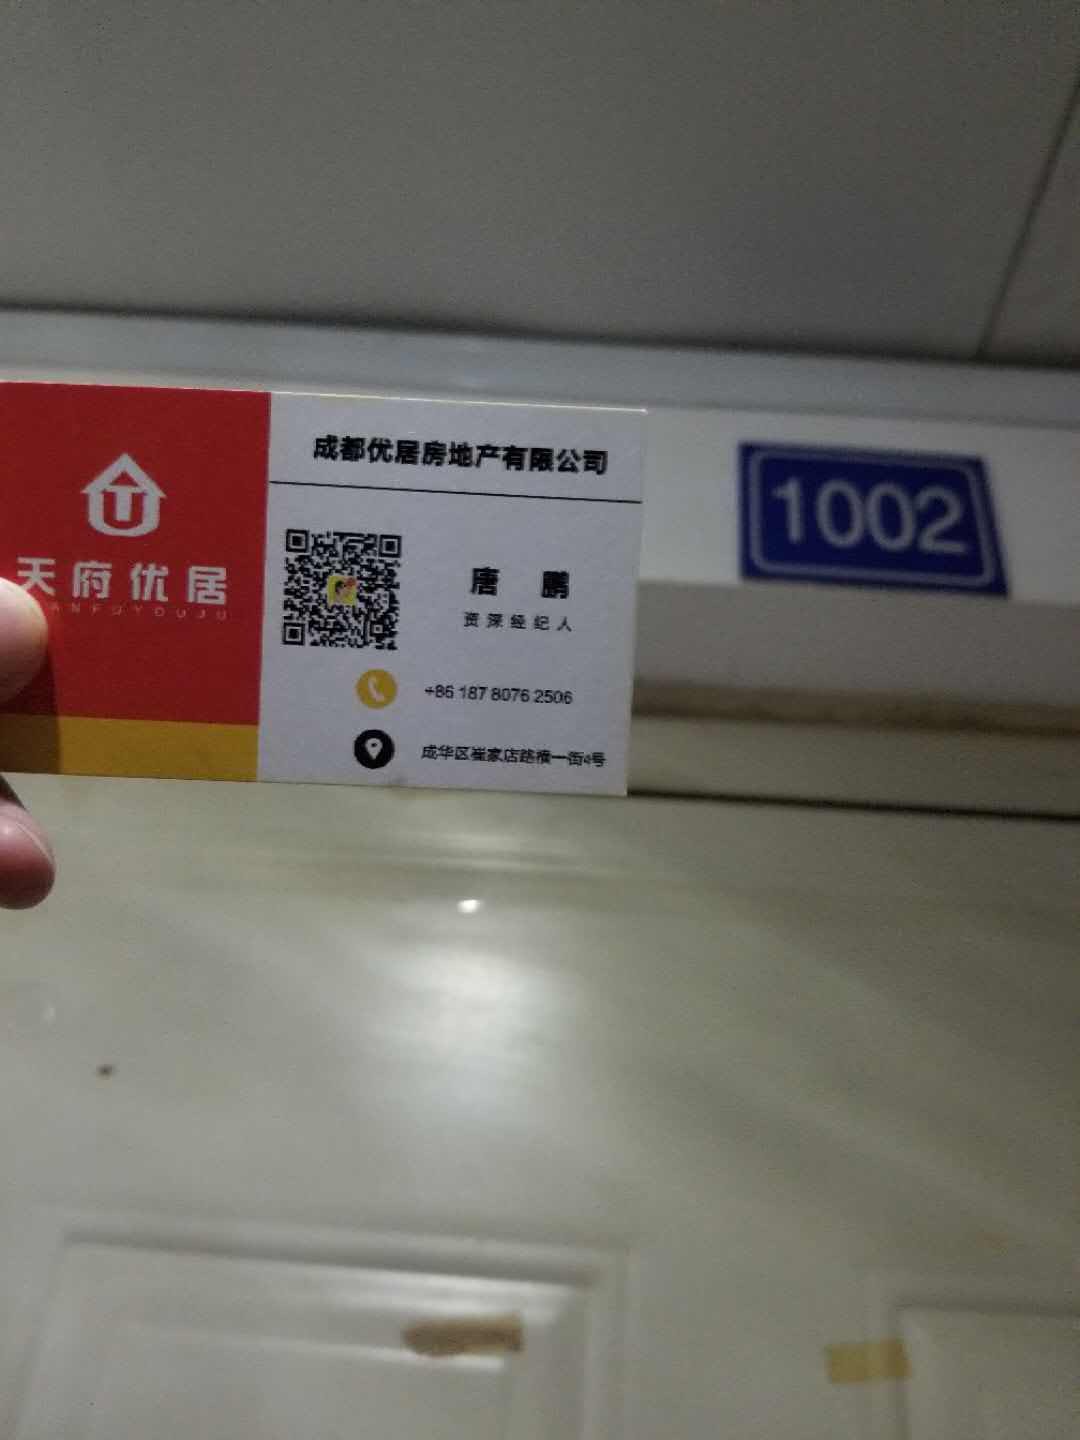 成都优居房地产有限公司
天府优居
ANFUYOUJU
唐 鹏
资深经纪人
+86 187 8076 2506
成华区崔家店路横一街4号
1002